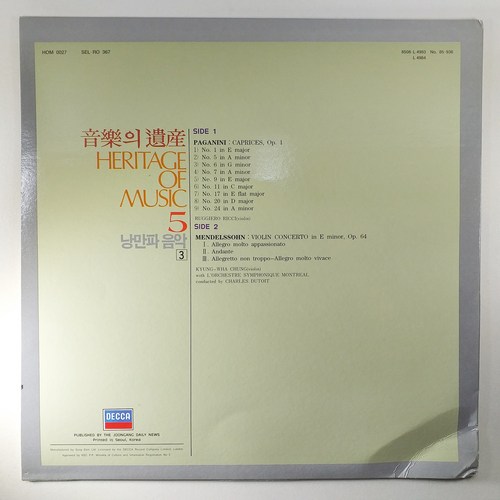 HOM 0027 SEL RO 367
音樂의 遺産
HERITAGE
OF
MUSIC
5
낭만파 음악
3
SIDE 1
PAGANINI : CAPRICES, Op. 1
1) No. 1 in E major
2) No. 5 in A minor
3) No. 6 in G minor
4) No. 7 in A minor
5) No. 9 in E major
6) No. 11 in C major
7) No. 17 in E flat major
8) No. 20 in D major
9) No. 24 in A minor
RUGGIERO RICCI(violin)
SIDE 2
MENDELSSOHN : VIOLIN CONCERTO in E minor, Op. 64
Ⅰ. Allegro molto appassionato
Ⅱ. Andante
Ⅲ. Allegretto non troppo-Allegro molto vivace
KYUNG-WHA CHUNG(violin)
with L'ORCHESTRE SYMPHONIQUE MONTREAL
conducted by CHARLES DUTOIT
DECCA
PUBLISHED BY THE JOONGANG DAILY NEWS
Printed in Seoul, Korea